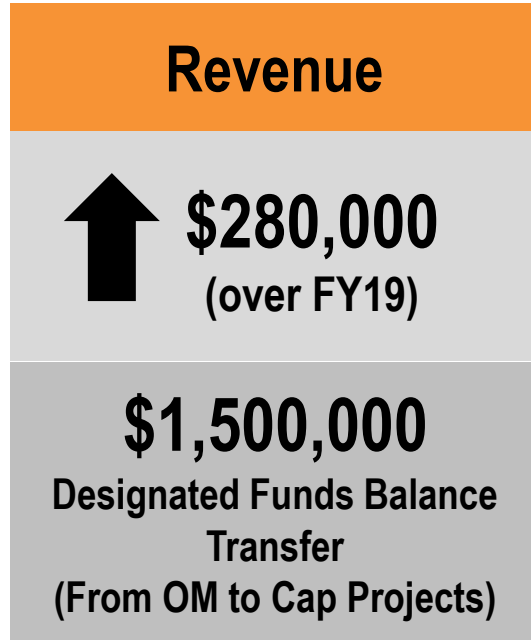 Revenue
$280,000
(over FY19)
$1,500,000
Designated Funds Balance
Transfer
(From OM to Cap Projects)